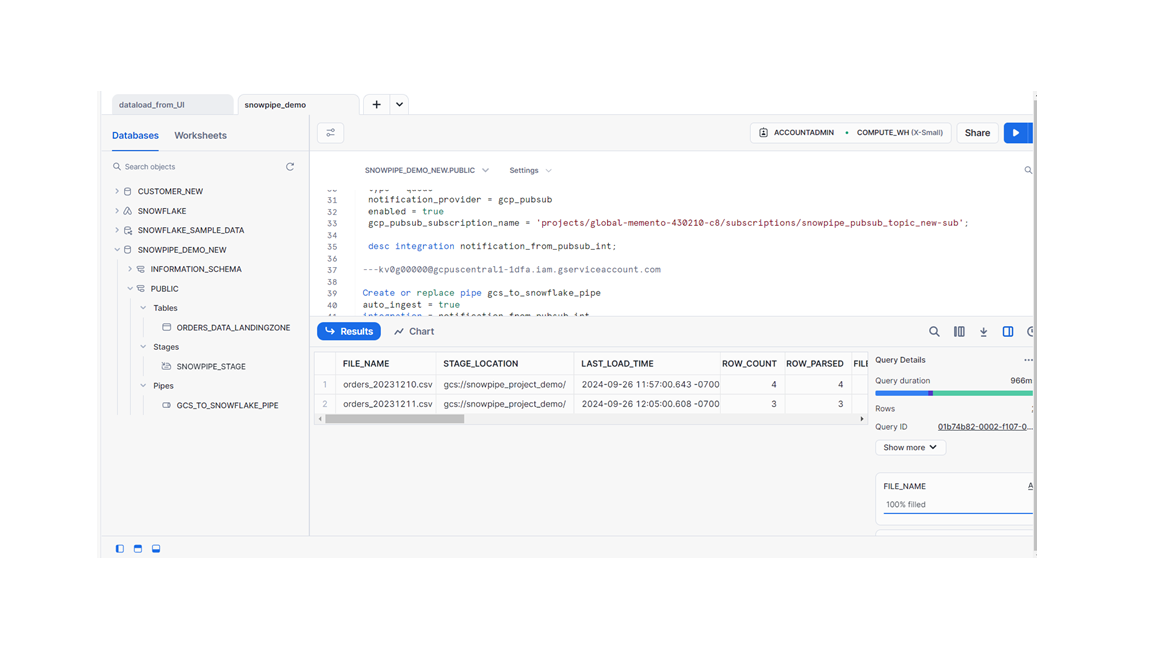 dataload_from_UI
snowpipe_demo
Databases
Worksheets
ACCOUNTADMIN
COMPUTE_WH (X-Small)
Share
Search objects
CUSTOMER_NEW
SNOWFLAKE
SNOWFLAKE_SAMPLE_DATA
SNOWPIPE_DEMO_NEW
INFORMATION_SCHEMA
PUBLIC
Tables
ORDERS_DATA_LANDINGZONE
Stages
SNOWPIPE_STAGE
Pipes
GCS_TO_SNOWFLAKE_PIPE
SNOWPIPE_DEMO_NEW.PUBLIC
Settings
31 notification_provider = gcp_pubsub
32 enabled = true
33 gcp_pubsub_subscription_name = 'projects/global-memento-430210-c8/subscriptions/snowpipe_pubsub_topic_new-sub';
34
35 desc integration notification_from_pubsub_int;
36
37 ---kv0g00000@gcpuscentral1-1dfa.iam.gserviceaccount.com
38
39 Create or replace pipe gcs_to_snowflake_pipe
40 auto_ingest = true
integration = notification_from_pubsub_int
Results
Chart
FILE_NAME STAGE_LOCATION LAST_LOAD_TIME ROW_COUNT ROW_PARSED FILE
1 orders_20231210.csv gcs://snowpipe_project_demo/ 2024-09-26 11:57:00.643 -0700 4 4
2 orders_20231211.csv gcs://snowpipe_project_demo/ 2024-09-26 12:05:00.608 -0700 3 3
Query Details
Query duration 966m
Rows
Query ID 01b74b82-0002-f107-0...
Show more
FILE_NAME A
100% filled